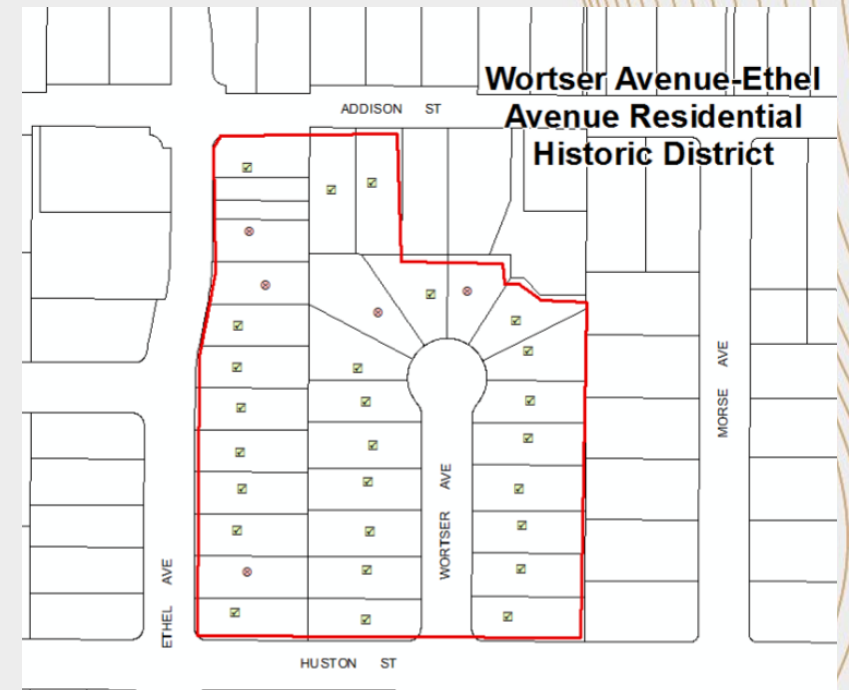 Wortser Avenue-Ethel
Avenue Residential
Historic District
ADDISON ST
MORSE AVE
WORTSER AVE
ETHEL AVE
HUSTON ST